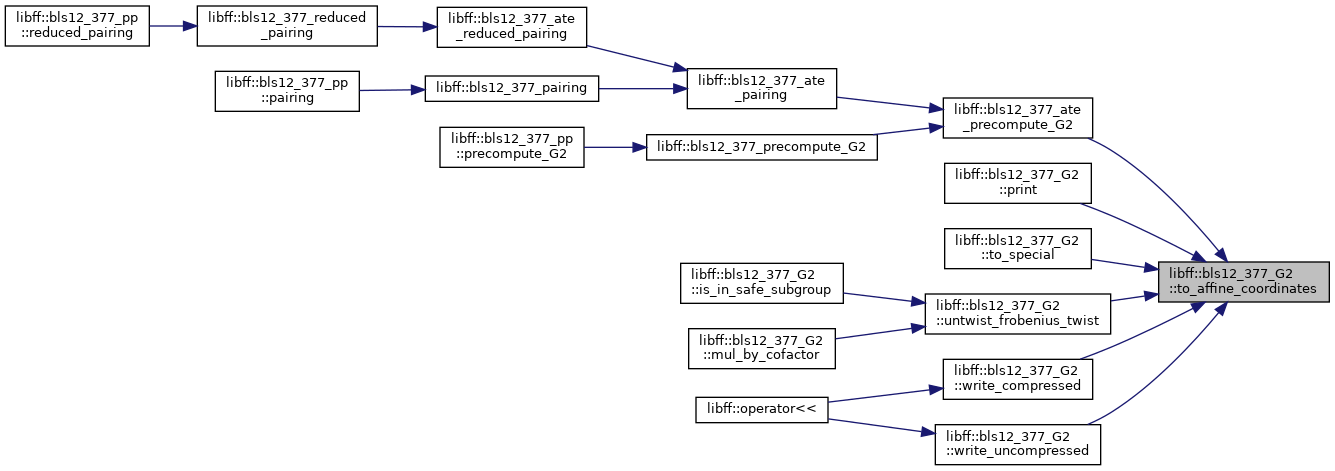 libff::bls12_377_pp
::reduced_pairing
libff::bls12_377_reduced
_pairing
libff::bls12_377_ate
_reduced_pairing
libff::bls12_377_pp
::pairing
libff::bls12_377_pairing
libff::bls12_377_ate
_pairing
libff::bls12_377_ate
_precompute_G2
libff::bls12_377_pp
::precompute_G2
libff::bls12_377_precompute_G2
libff::bls12_377_G2
::print
libff::bls12_377_G2
::to_special
libff::bls12_377_G2
::to_affine_coordinates
libff::bls12_377_G2
::is_in_safe_subgroup
libff::bls12_377_G2
::untwist_frobenius_twist
libff::bls12_377_G2
::mul_by_cofactor
libff::bls12_377_G2
::write_compressed
libff::operator<<
libff::bls12_377_G2
::write_uncompressed